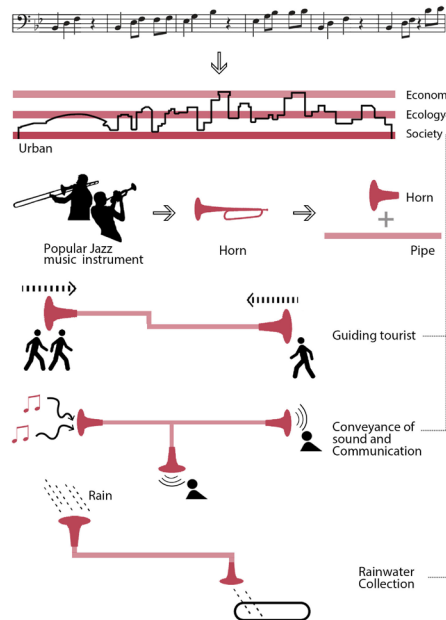 Econom
Ecology
Society
Urban
Popular Jazz
music instrument
Horn
Horn
Pipe
Guiding tourist
Conveyance of
sound and
Communication
Rain
Rainwater
Collection